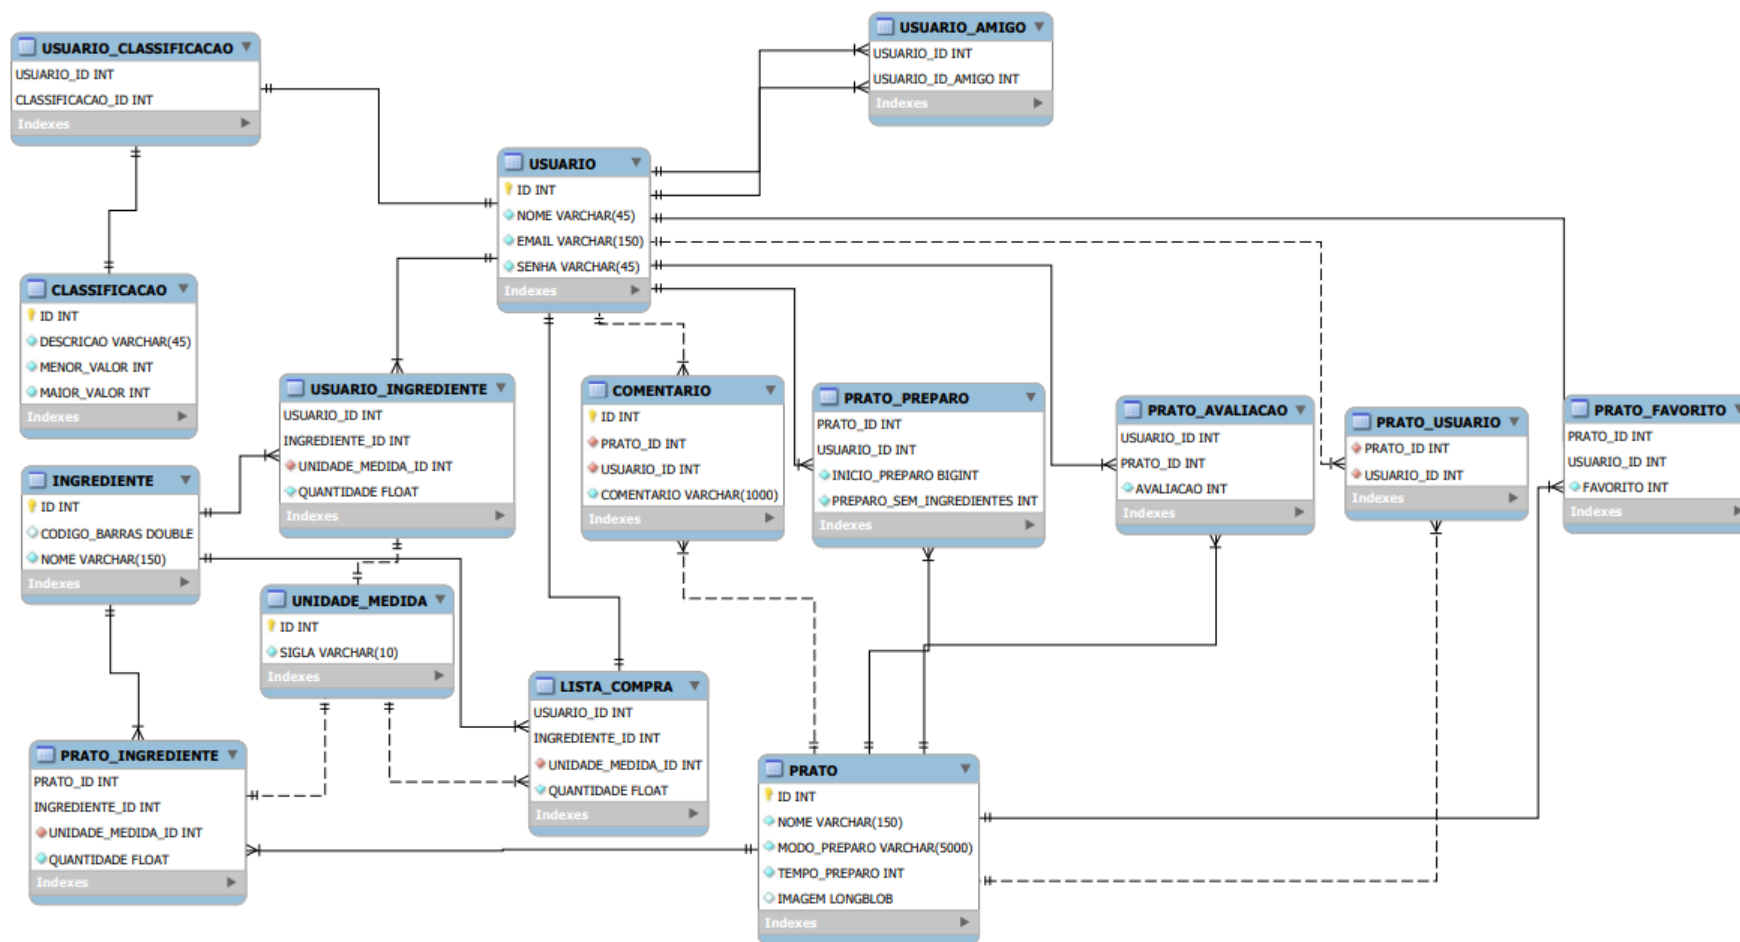 USUARIO_CLASSIFICACAO
USUARIO_ID INT
CLASSIFICACAO_ID INT
Indexes
USUARIO_AMIGO
USUARIO_ID INT
USUARIO_ID_AMIGO INT
Indexes
USUARIO
ID INT
NOME VARCHAR(45)
EMAIL VARCHAR(150)
SENHA VARCHAR(45)
Indexes
CLASSIFICACAO
ID INT
DESCRICAO VARCHAR(45)
MENOR_VALOR INT
MAIOR_VALOR INT
Indexes
USUARIO_INGREDIENTE
USUARIO_ID INT
INGREDIENTE_ID INT
UNIDADE_MEDIDA_ID INT
QUANTIDADE FLOAT
Indexes
COMENTARIO
ID INT
PRATO_ID INT
USUARIO_ID INT
COMENTARIO VARCHAR(1000)
Indexes
PRATO_PREPARO
PRATO_ID INT
USUARIO_ID INT
INICIO_PREPARO BIGINT
PREPARO_SEM_INGREDIENTES INT
Indexes
PRATO_AVALIACAO
USUARIO_ID INT
PRATO_ID INT
AVALIACAO INT
Indexes
PRATO_USUARIO
PRATO_ID INT
USUARIO_ID INT
Indexes
PRATO_FAVORITO
PRATO_ID INT
USUARIO_ID INT
FAVORITO INT
Indexes
INGREDIENTE
ID INT
CODIGO_BARRAS DOUBLE
NOME VARCHAR(150)
Indexes
UNIDADE_MEDIDA
ID INT
SIGLA VARCHAR(10)
Indexes
LISTA_COMPRA
USUARIO_ID INT
INGREDIENTE_ID INT
UNIDADE_MEDIDA_ID INT
QUANTIDADE FLOAT
Indexes
PRATO_INGREDIENTE
PRATO_ID INT
INGREDIENTE_ID INT
UNIDADE_MEDIDA_ID INT
QUANTIDADE FLOAT
Indexes
PRATO
ID INT
NOME VARCHAR(150)
MODO_PREPARO VARCHAR(5000)
TEMPO_PREPARO INT
IMAGEM LONGBLOB
Indexes